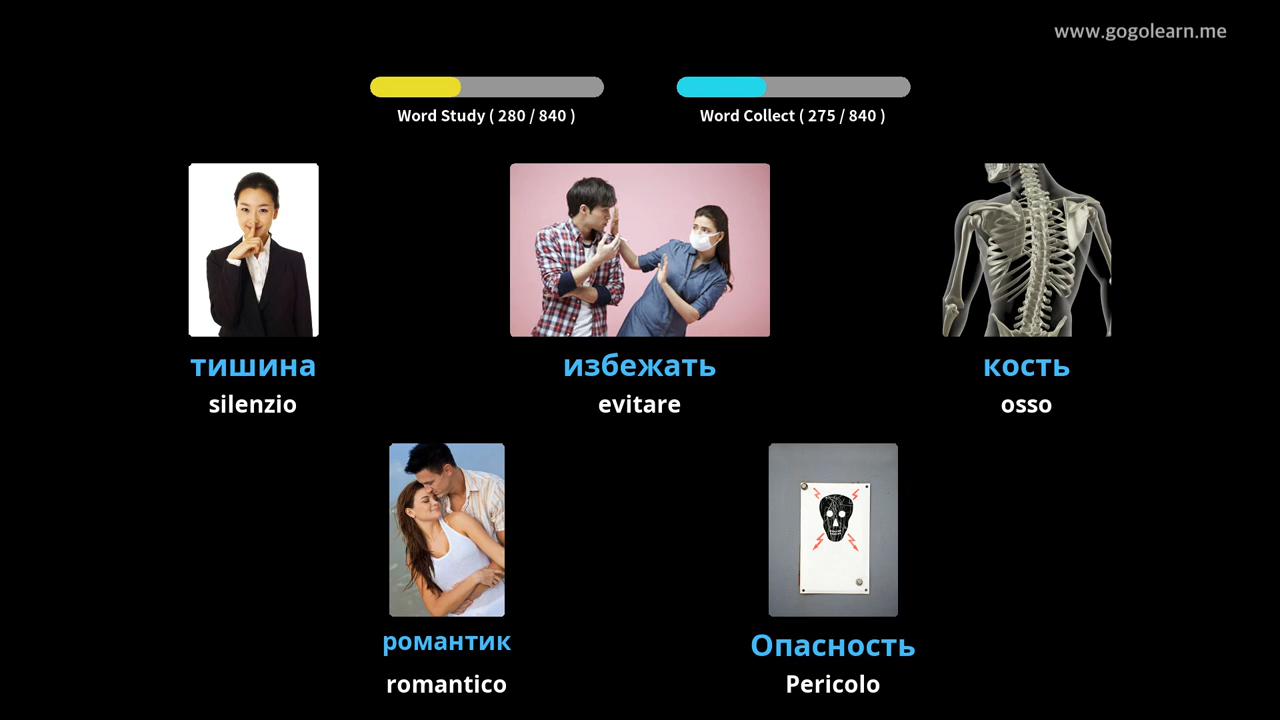 www.gogolearn.me
Word Study ( 280 / 840 )
Word Collect ( 275 / 840 )
тишина
silenzio
избежать
evitare
кость
osso
романтик
romantico
Опасность
Pericolo